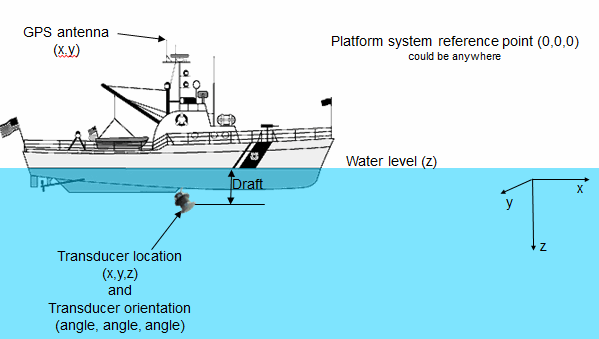 GPS antenna
(x,y)
Platform system reference point (0,0,0)
could be anywhere
Water level (z)
Draft
x
y
z
Transducer location
(x,y,z)
and
Transducer orientation
(angle, angle, angle)